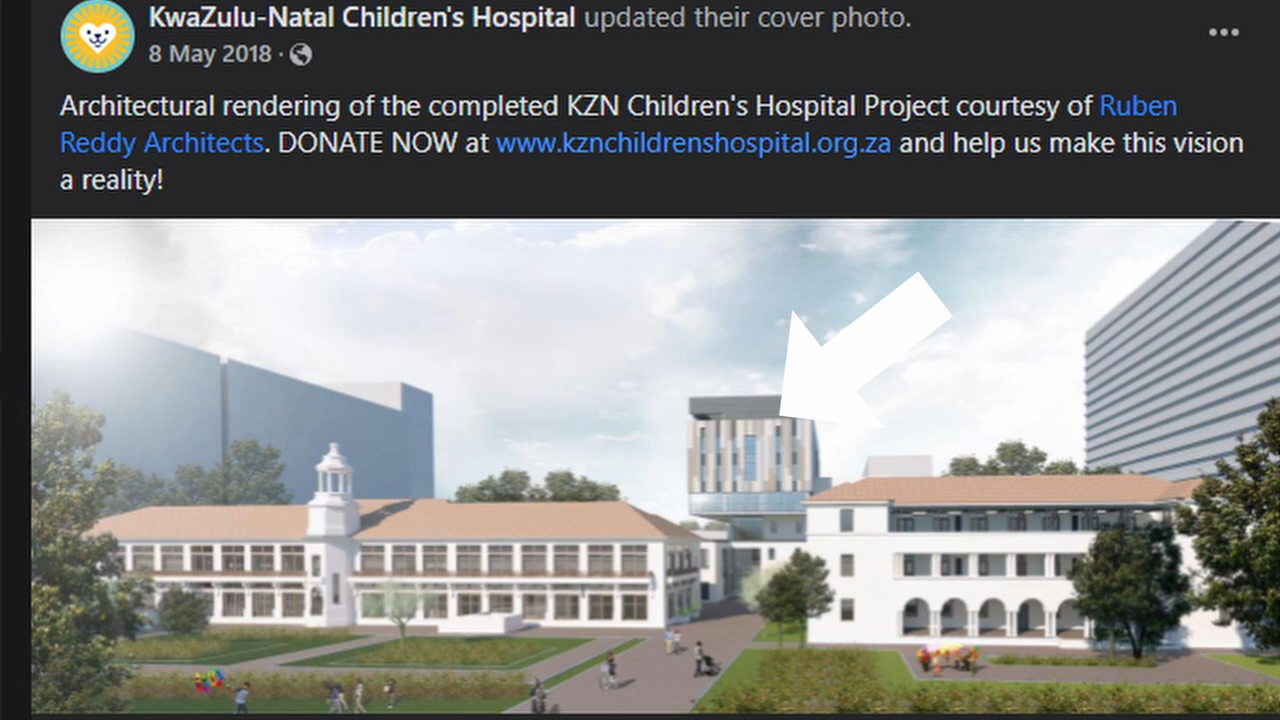 KwaZulu-Natal Children's Hospital updated their cover photo.
8 May 2018 ·
Architectural rendering of the completed KZN Children's Hospital Project courtesy of Ruben
Reddy Architects. DONATE NOW at www.kznchildrenshospital.org.za and help us make this vision
a reality!